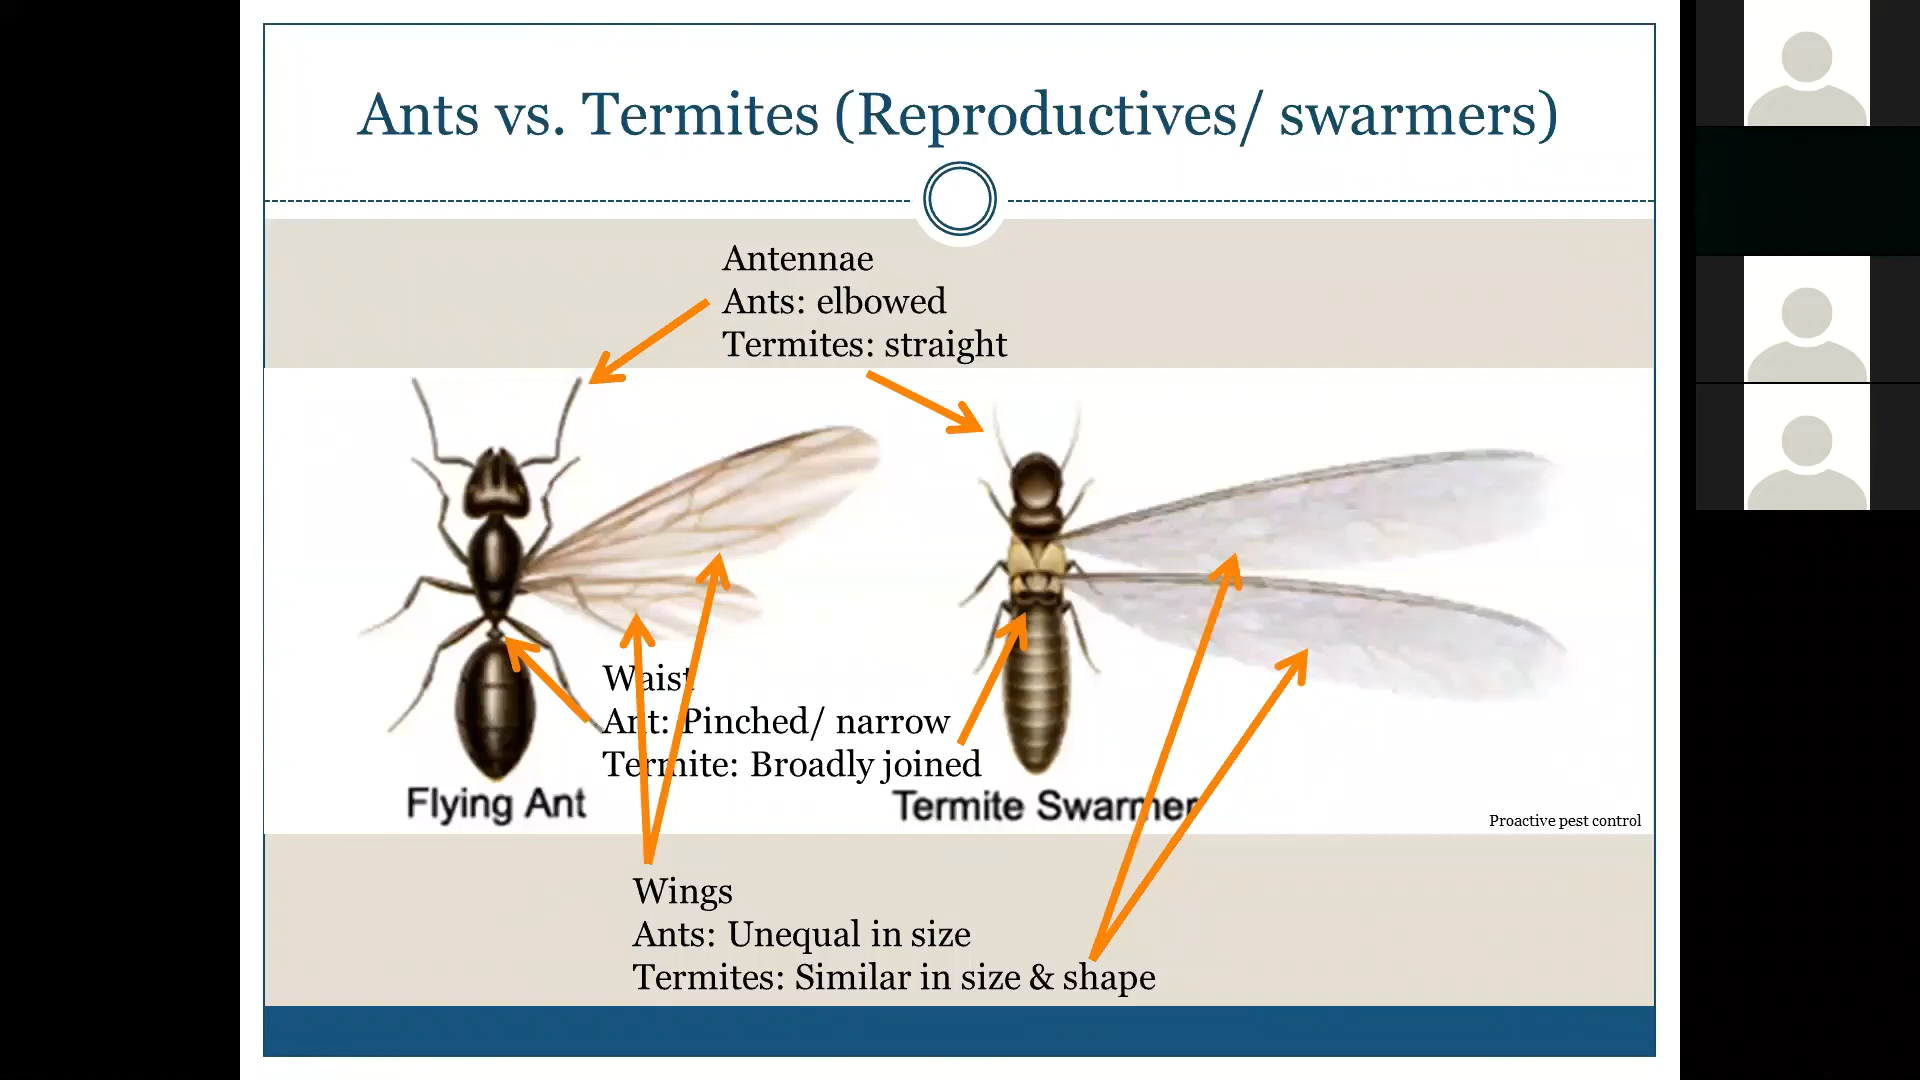 Ants vs. Termites (Reproductives/ swarmers)
Antennae
Ants: elbowed
Termites: straight
Waist
Ant: Pinched/ narrow
Termite: Broadly joined
Flying Ant
Termite Swarmer
Proactive pest control
Wings
Ants: Unequal in size
Termites: Similar in size & shape